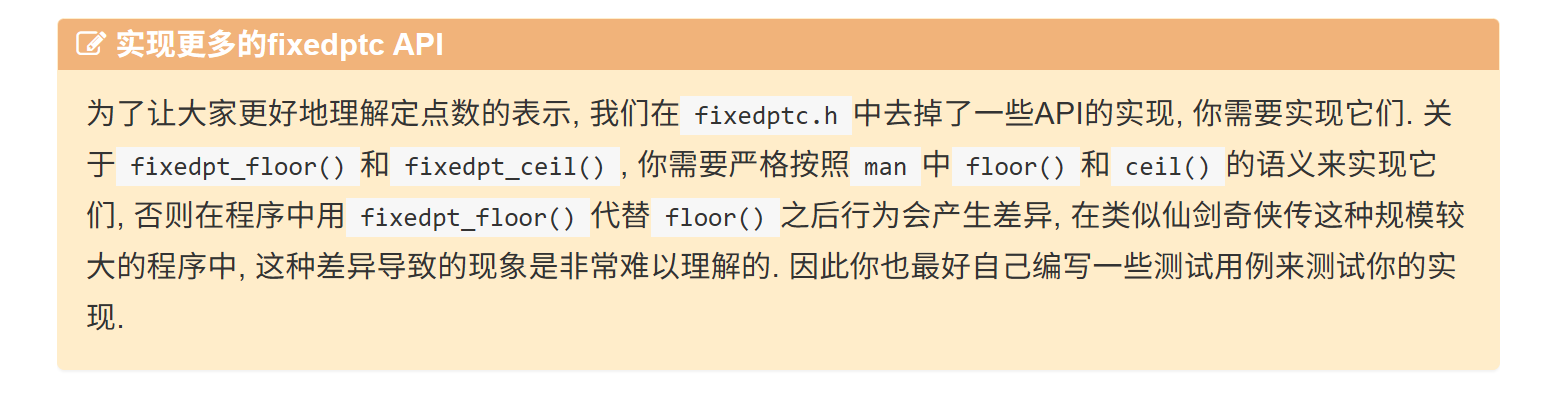 实现更多的fixedptc API
为了让大家更好地理解定点数的表示, 我们在 fixedptc.h 中去掉了一些API的实现, 你需要实现它们. 关
于 fixedpt_floor() 和 fixedpt_ceil() , 你需要严格按照 man 中 floor() 和 ceil() 的语义来实现它
们, 否则在程序中用 fixedpt_floor() 代替 floor() 之后行为会产生差异, 在类似仙剑奇侠传这种规模较
大的程序中, 这种差异导致的现象是非常难以理解的. 因此你也最好自己编写一些测试用例来测试你的实
现.